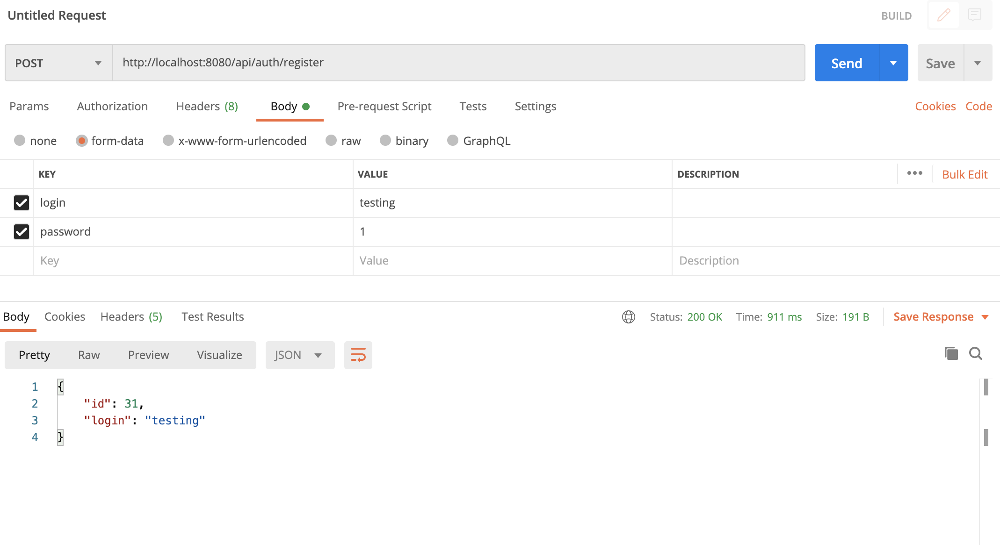 Untitled Request BUILD
POST http://localhost:8080/api/auth/register Send Save
Params Authorization Headers (8) Body Pre-request Script Tests Settings Cookies Code
none form-data x-www-form-urlencoded raw binary GraphQL
KEY VALUE DESCRIPTION ••• Bulk Edit
login testing
password 1
Key Value Description
Body Cookies Headers (5) Test Results Status: 200 OK Time: 911 ms Size: 191 B Save Response
Pretty Raw Preview Visualize JSON
1 {
2 "id": 31,
3 "login": "testing"
4 }